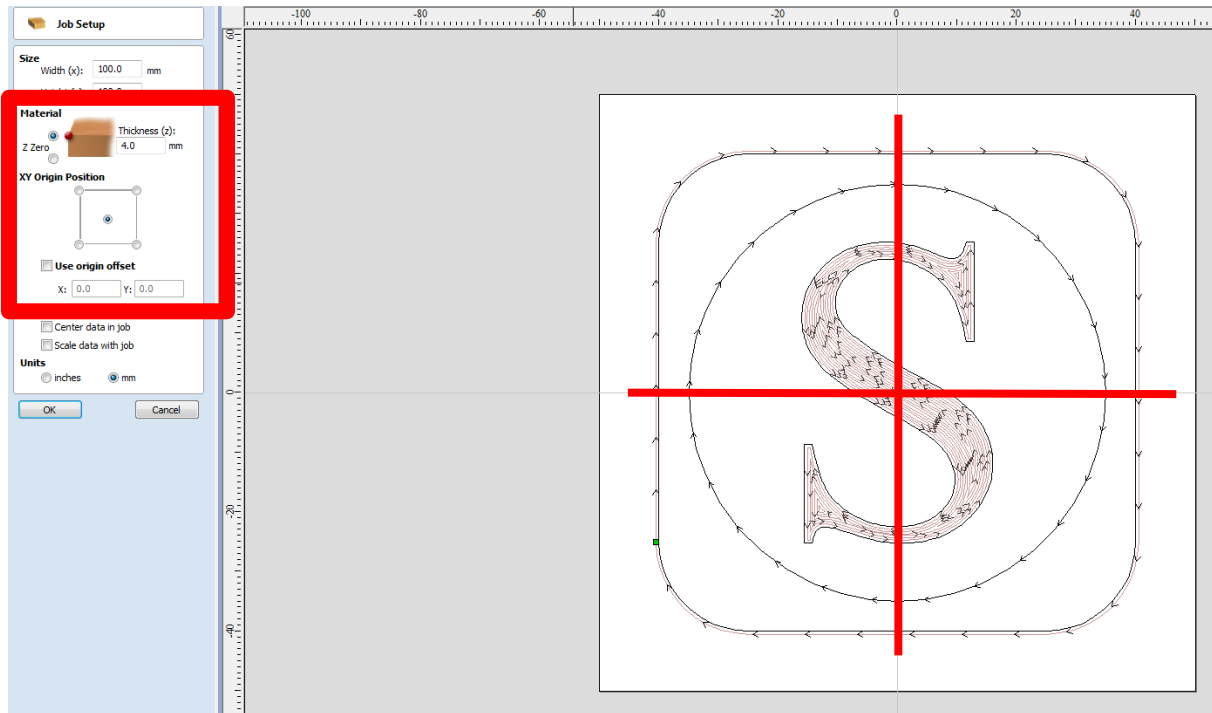 Job Setup
-100 -80 -60 -40 -20 0 20 40
60
Size
Width (x): 100.0 mm
Material
Thickness (z):
Z Zero 4.0 mm
XY Origin Position
Use origin offset
X: 0.0 Y: 0.0
Center data in job
Scale data with job
Units
inches mm
OK Cancel
0
-20
-40
S